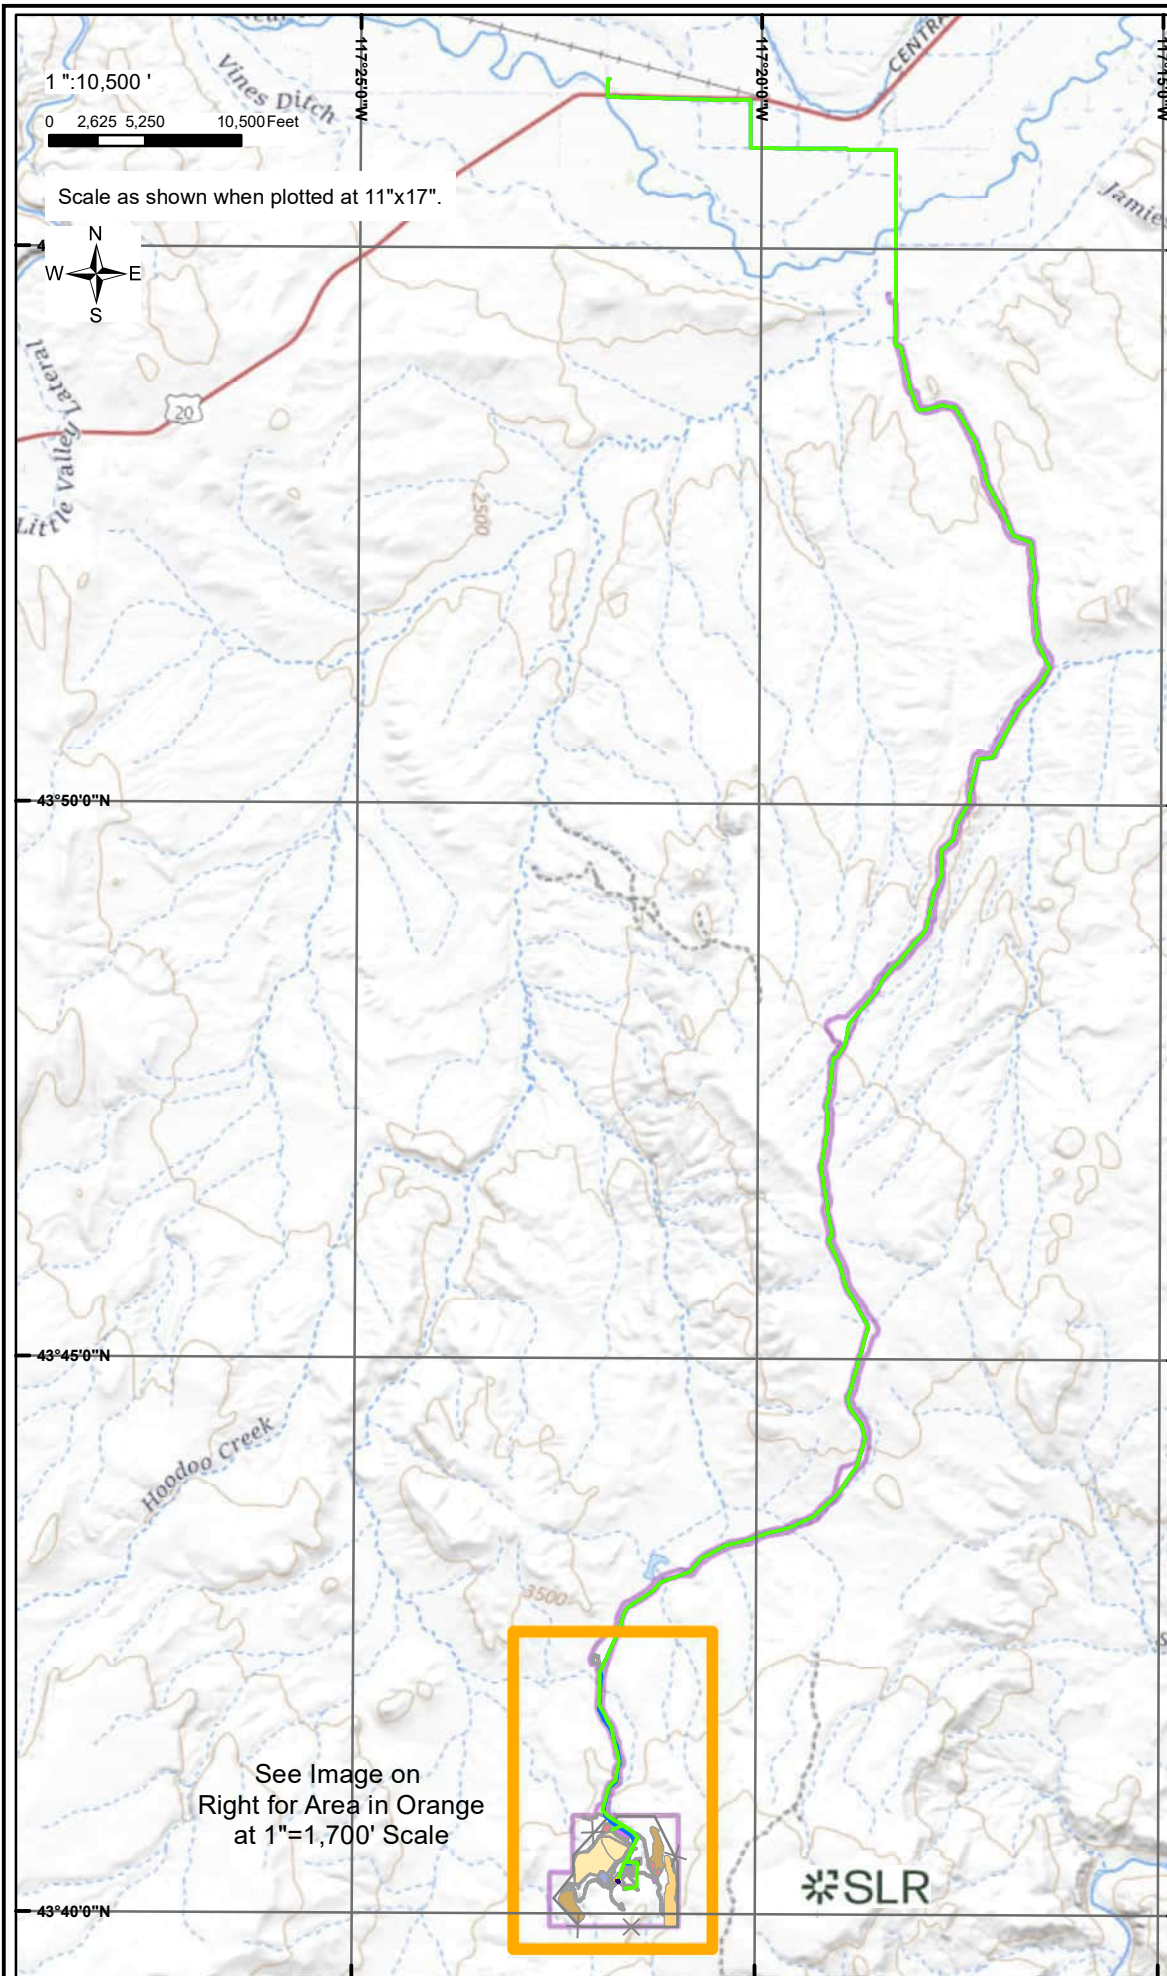 1 ":10,500 '
0 2,625 5,250 10,500 Feet
Scale as shown when plotted at 11"x17".
N
W E
S
Vines Ditch
117°25'0"W
117°20'0"W
117°15'0"W
CENTRA
Jamie
Little Valley Lateral
20
2500
43°50'0"N
43°45'0"N
Hoodoo Creek
3500
See Image on
Right for Area in Orange
at 1"=1,700' Scale
SLR
43°40'0"N